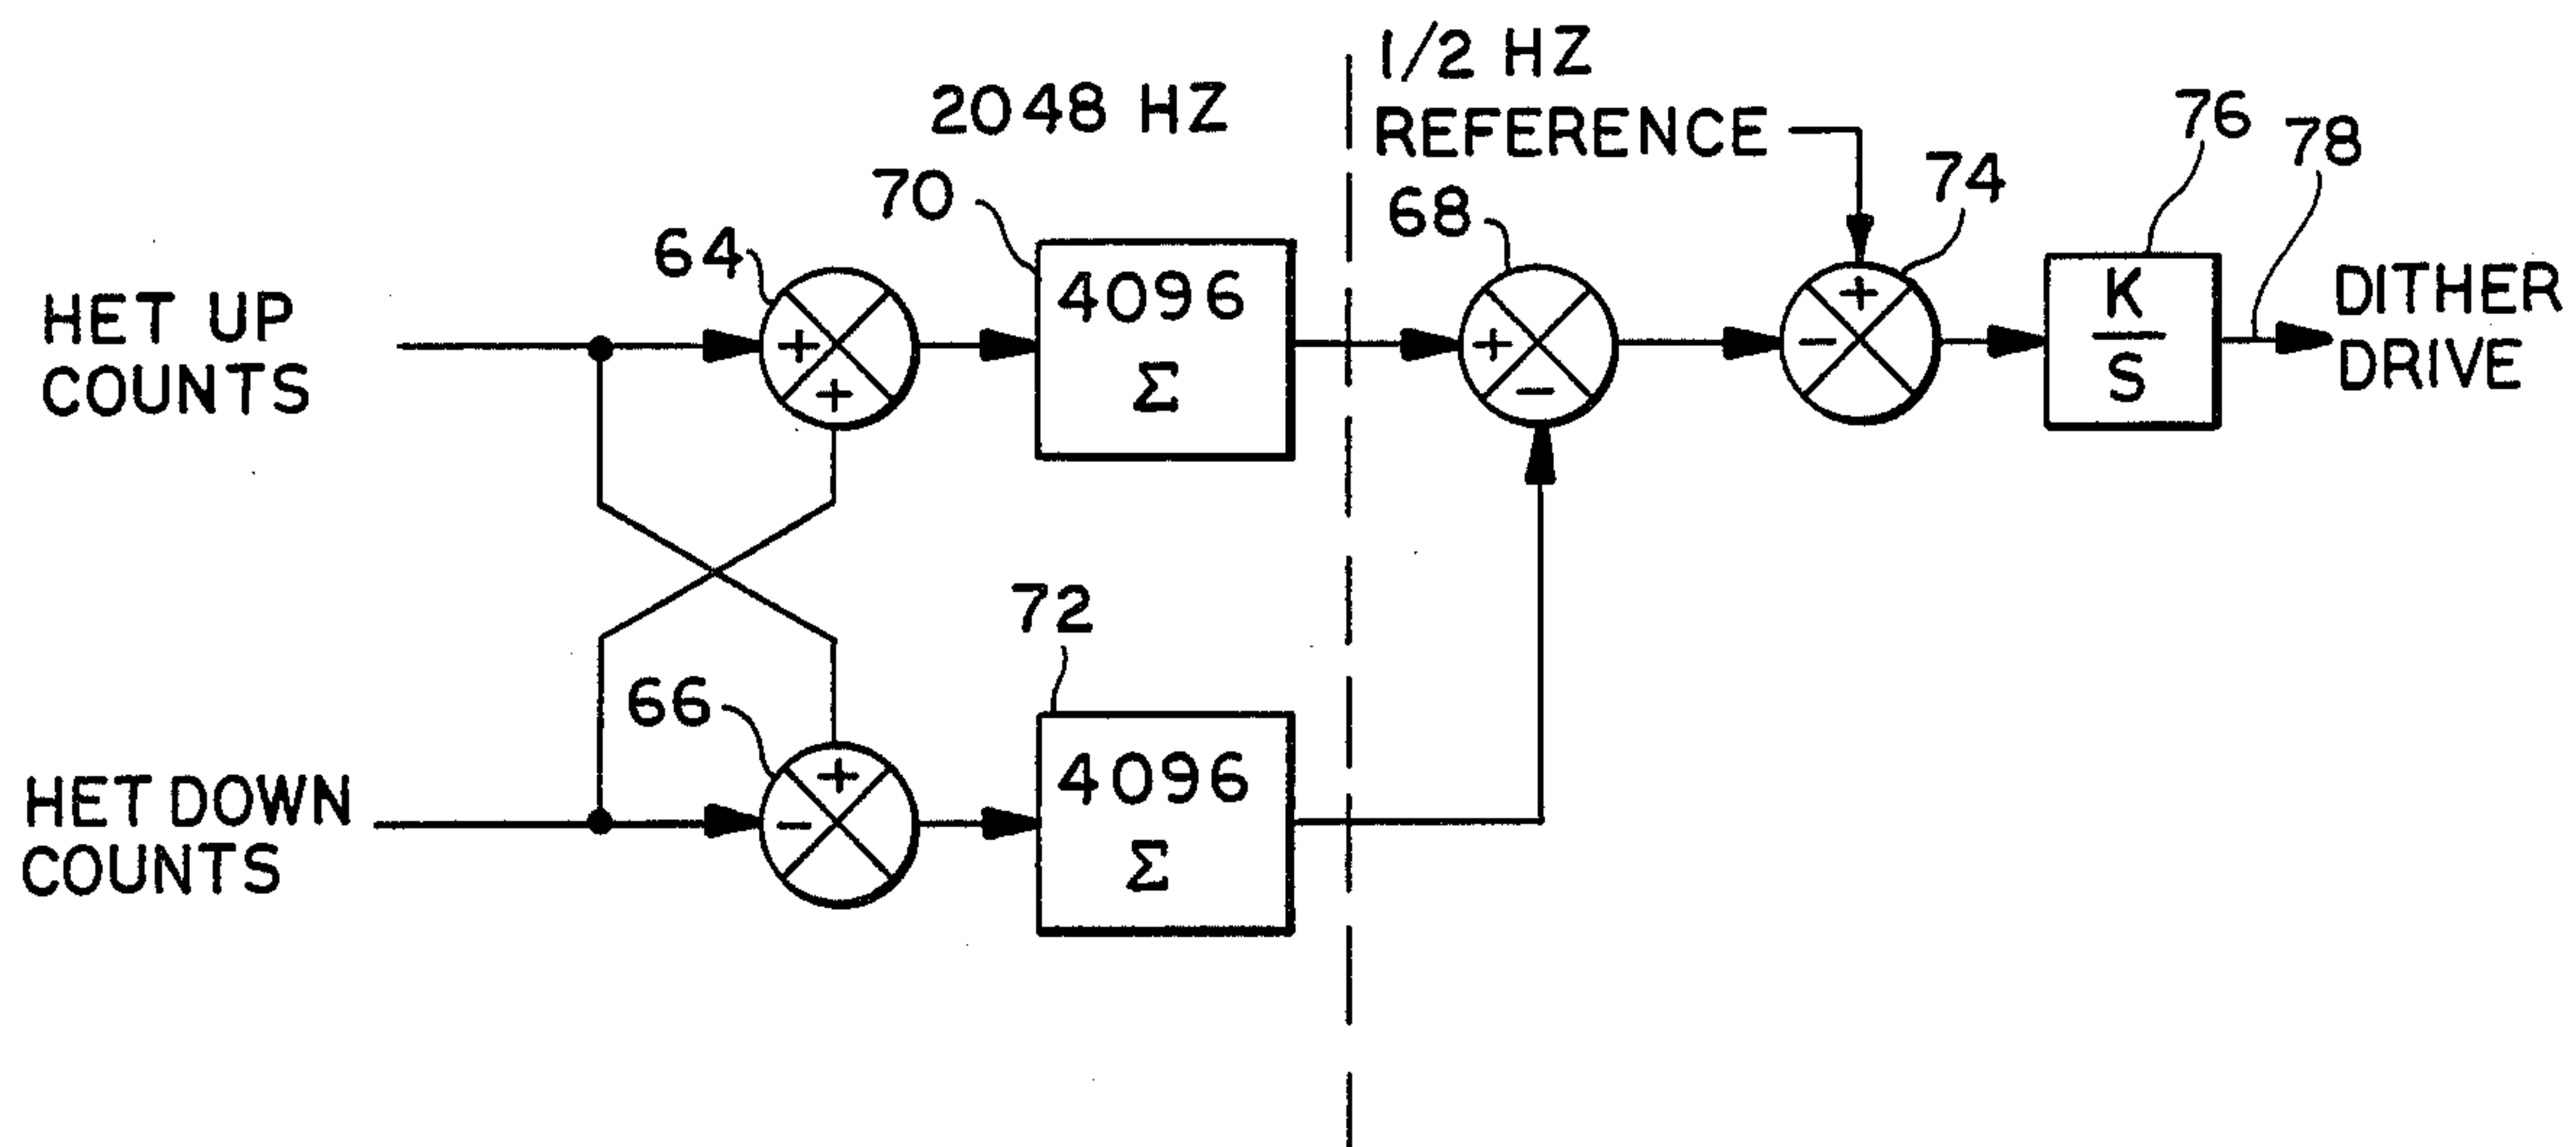 1/2 HZ
REFERENCE
2048 HZ
70
64
68
74
76
78
HET UP
COUNTS
+
+
4096
Σ
+
−
+
−
K
S
DITHER
DRIVE
72
66
HET DOWN
COUNTS
+
−
4096
Σ